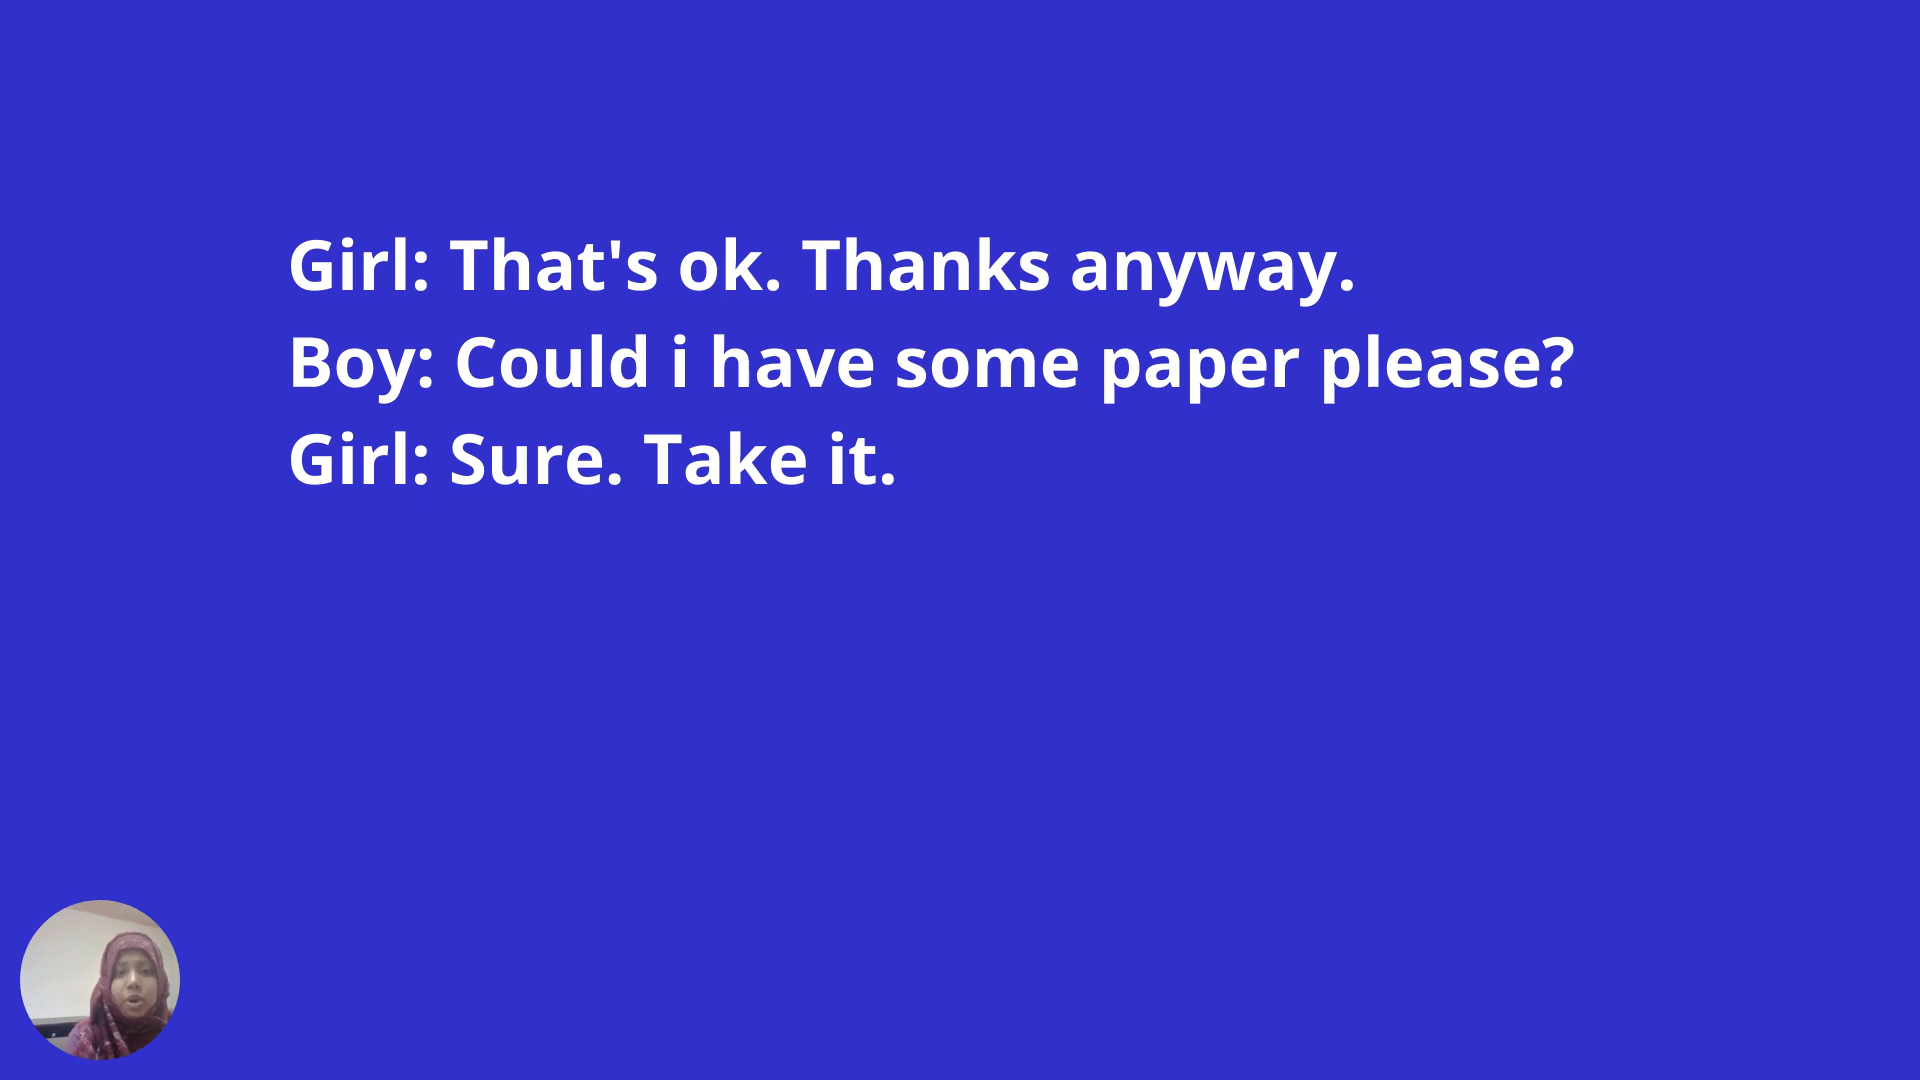 Girl: That's ok. Thanks anyway.
Boy: Could i have some paper please?
Girl: Sure. Take it.